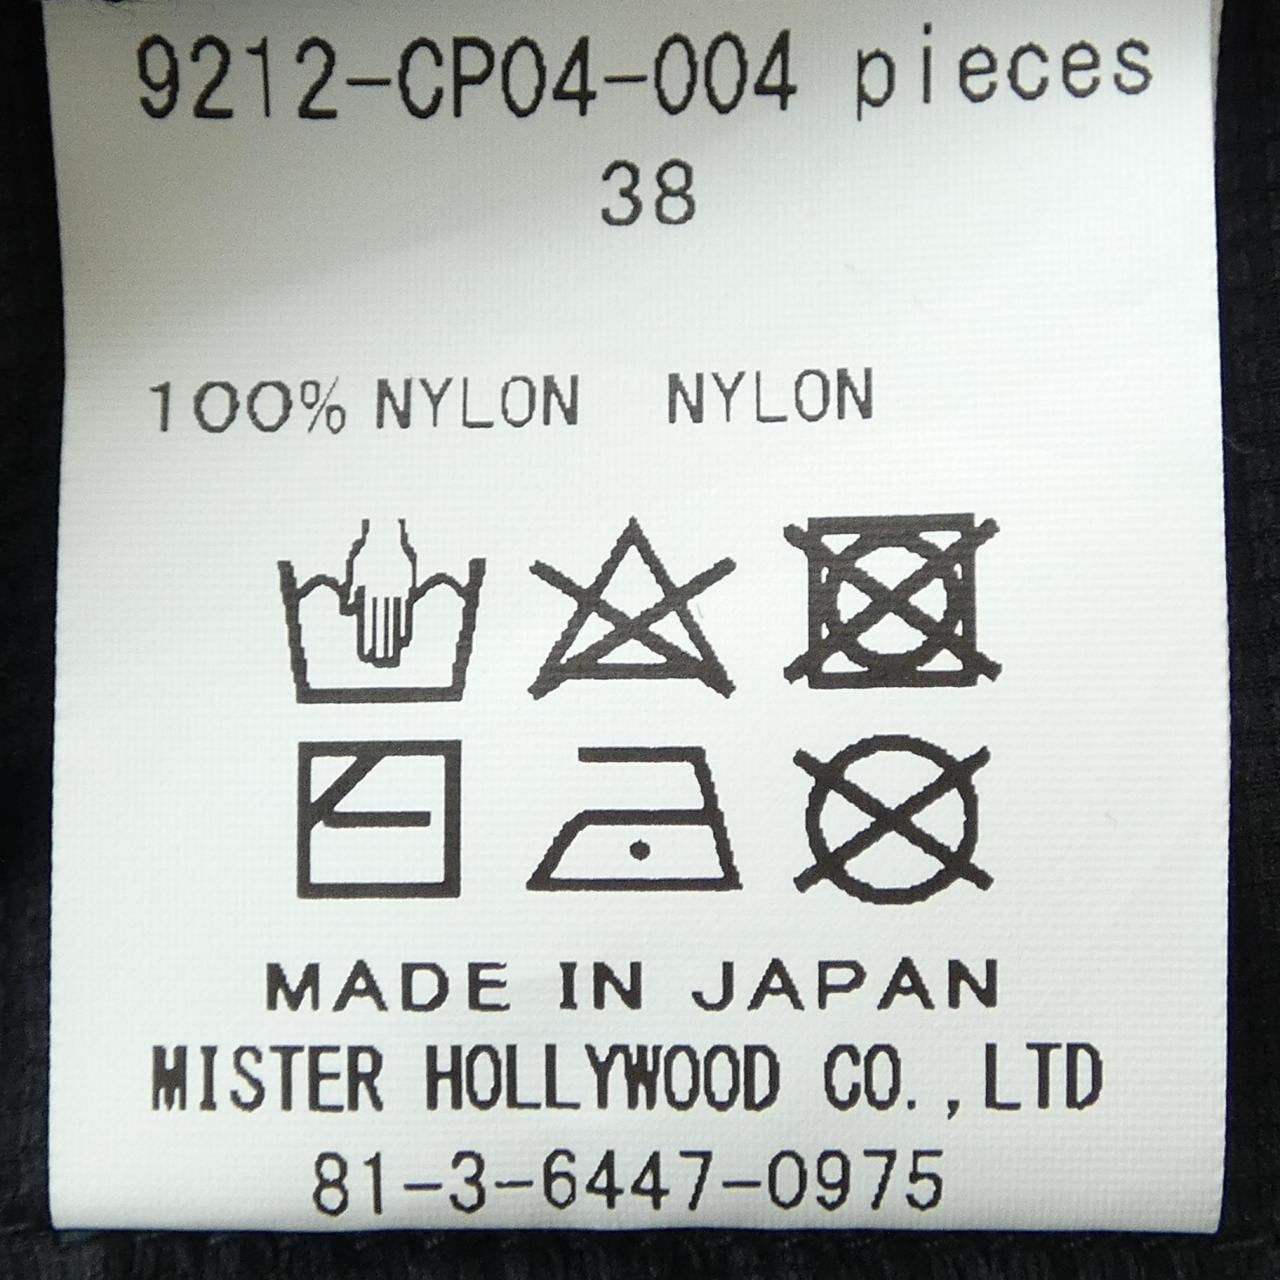 9212-CP04-004 pieces
38
100% NYLON NYLON
MADE IN JAPAN
MISTER HOLLYWOOD CO.,LTD
81-3-6447-0975